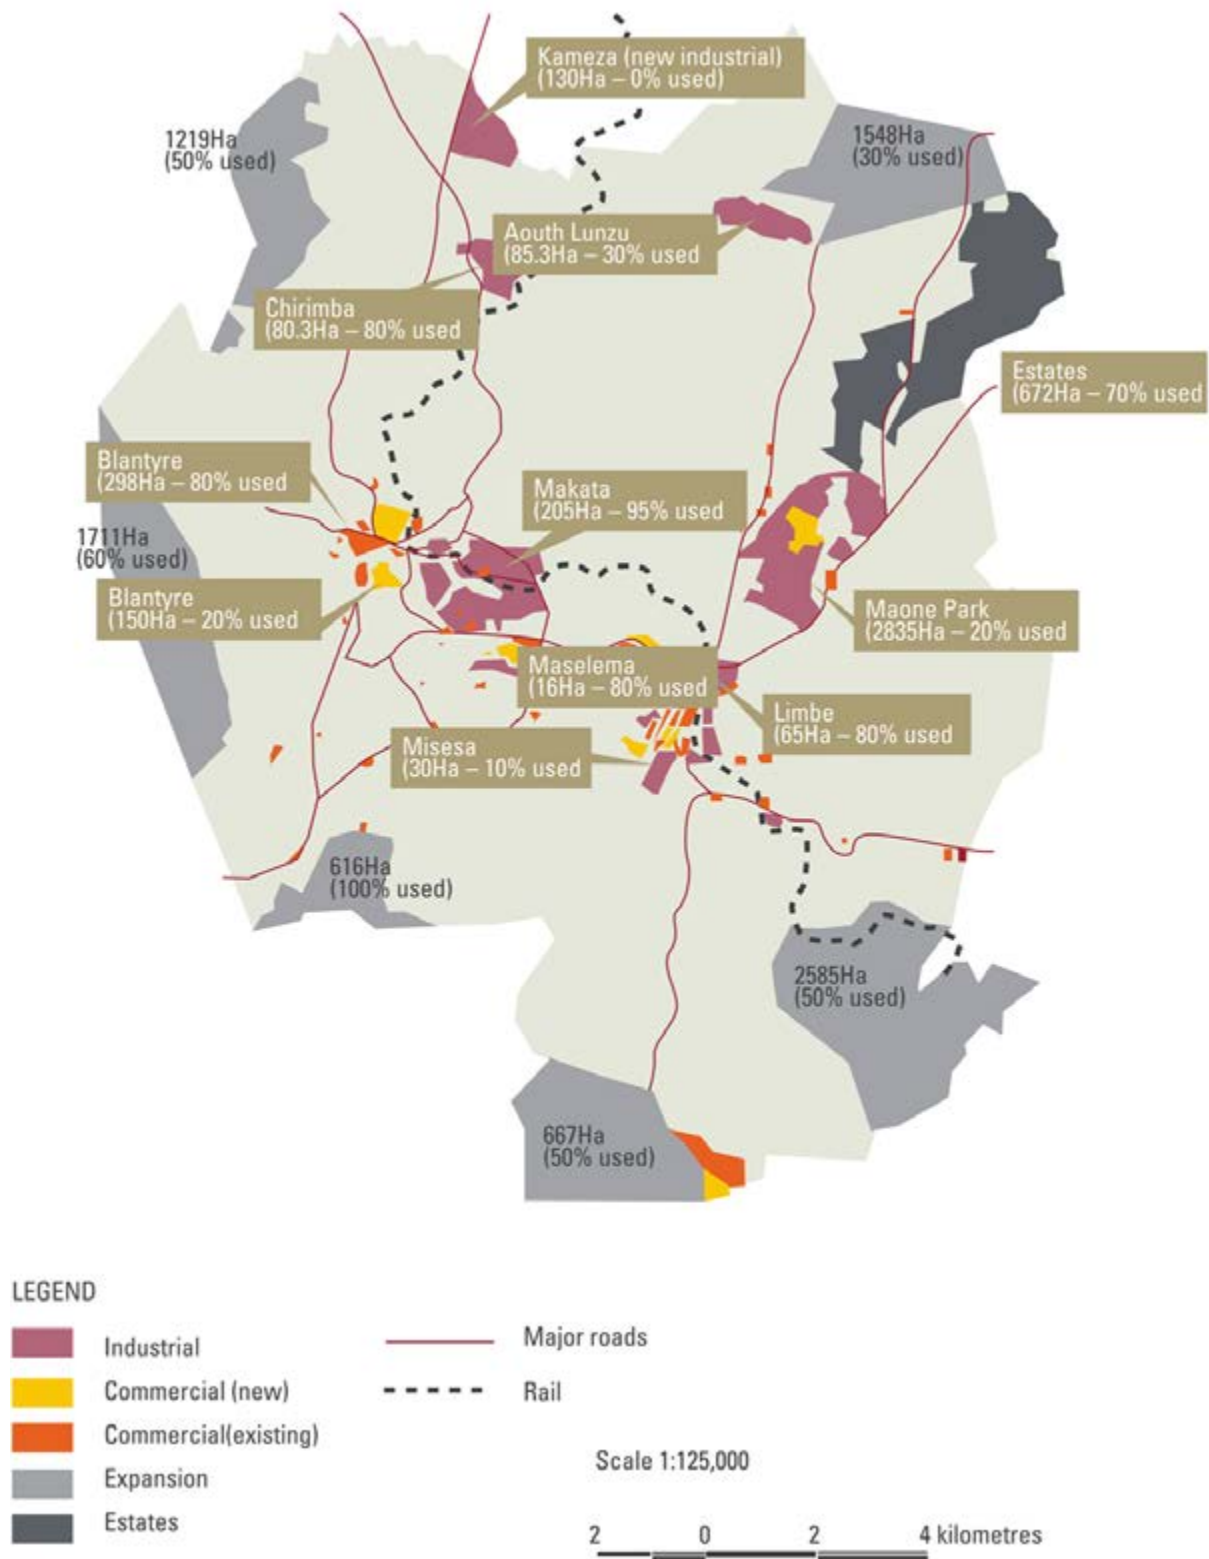 Kameza (new industrial)
(130Ha – 0% used)
1219Ha
(50% used)
1548Ha
(30% used)
Aouth Lunzu
(85.3Ha – 30% used
Chirimba
(80.3Ha – 80% used
Estates
(672Ha – 70% used
Blantyre
(298Ha – 80% used
Makata
(205Ha – 95% used
1711Ha
(60% used)
Blantyre
(150Ha – 20% used
Maone Park
(2835Ha – 20% used
Maselema
(16Ha – 80% used
Limbe
(65Ha – 80% used
Misesa
(30Ha – 10% used
616Ha
(100% used)
2585Ha
(50% used)
667Ha
(50% used)
LEGEND
Industrial
Commercial (new)
Commercial(existing)
Expansion
Estates
Major roads
Rail
Scale 1:125,000
2 0 2 4 kilometres